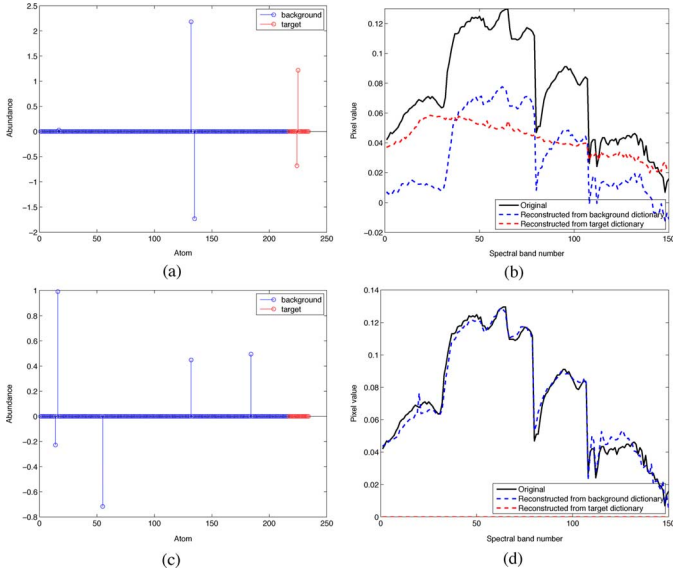 2.5
2
1.5
1
0.5
0
−0.5
−1
−1.5
−2
0 50 100 150 200 250
Abundance
Atom
background
target
(a)
0.12
0.1
0.08
0.06
0.04
0.02
0
−0.02
50 100 150
Pixel value
Spectral band number
Original
Reconstructed from background dictionary
Reconstructed from target dictionary
(b)
1
0.8
0.6
0.4
0.2
0
−0.2
−0.4
−0.6
−0.8
0 50 100 150 200 250
Abundance
Atom
background
target
(c)
0.14
0.12
0.1
0.08
0.06
0.04
0.02
0
50 100 150
Pixel value
Spectral band number
Original
Reconstructed from background dictionary
Reconstructed from target dictionary
(d)